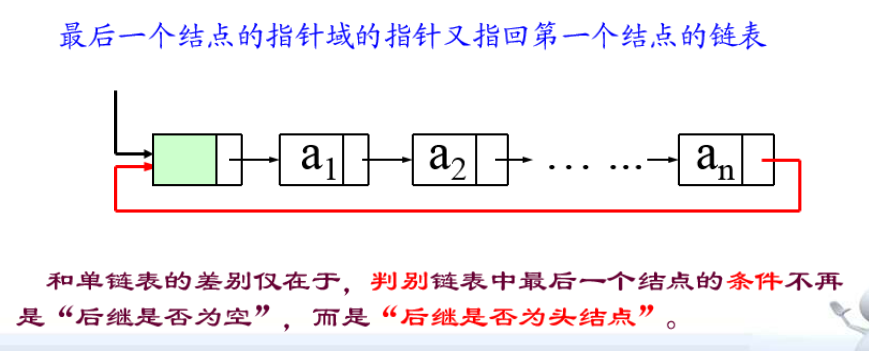 最后一个结点的指针域的指针又指回第一个结点的链表
a1 a2 … … an
和单链表的差别仅在于，判别链表中最后一个结点的条件不再
是“后继是否为空”，而是“后继是否为头结点”。